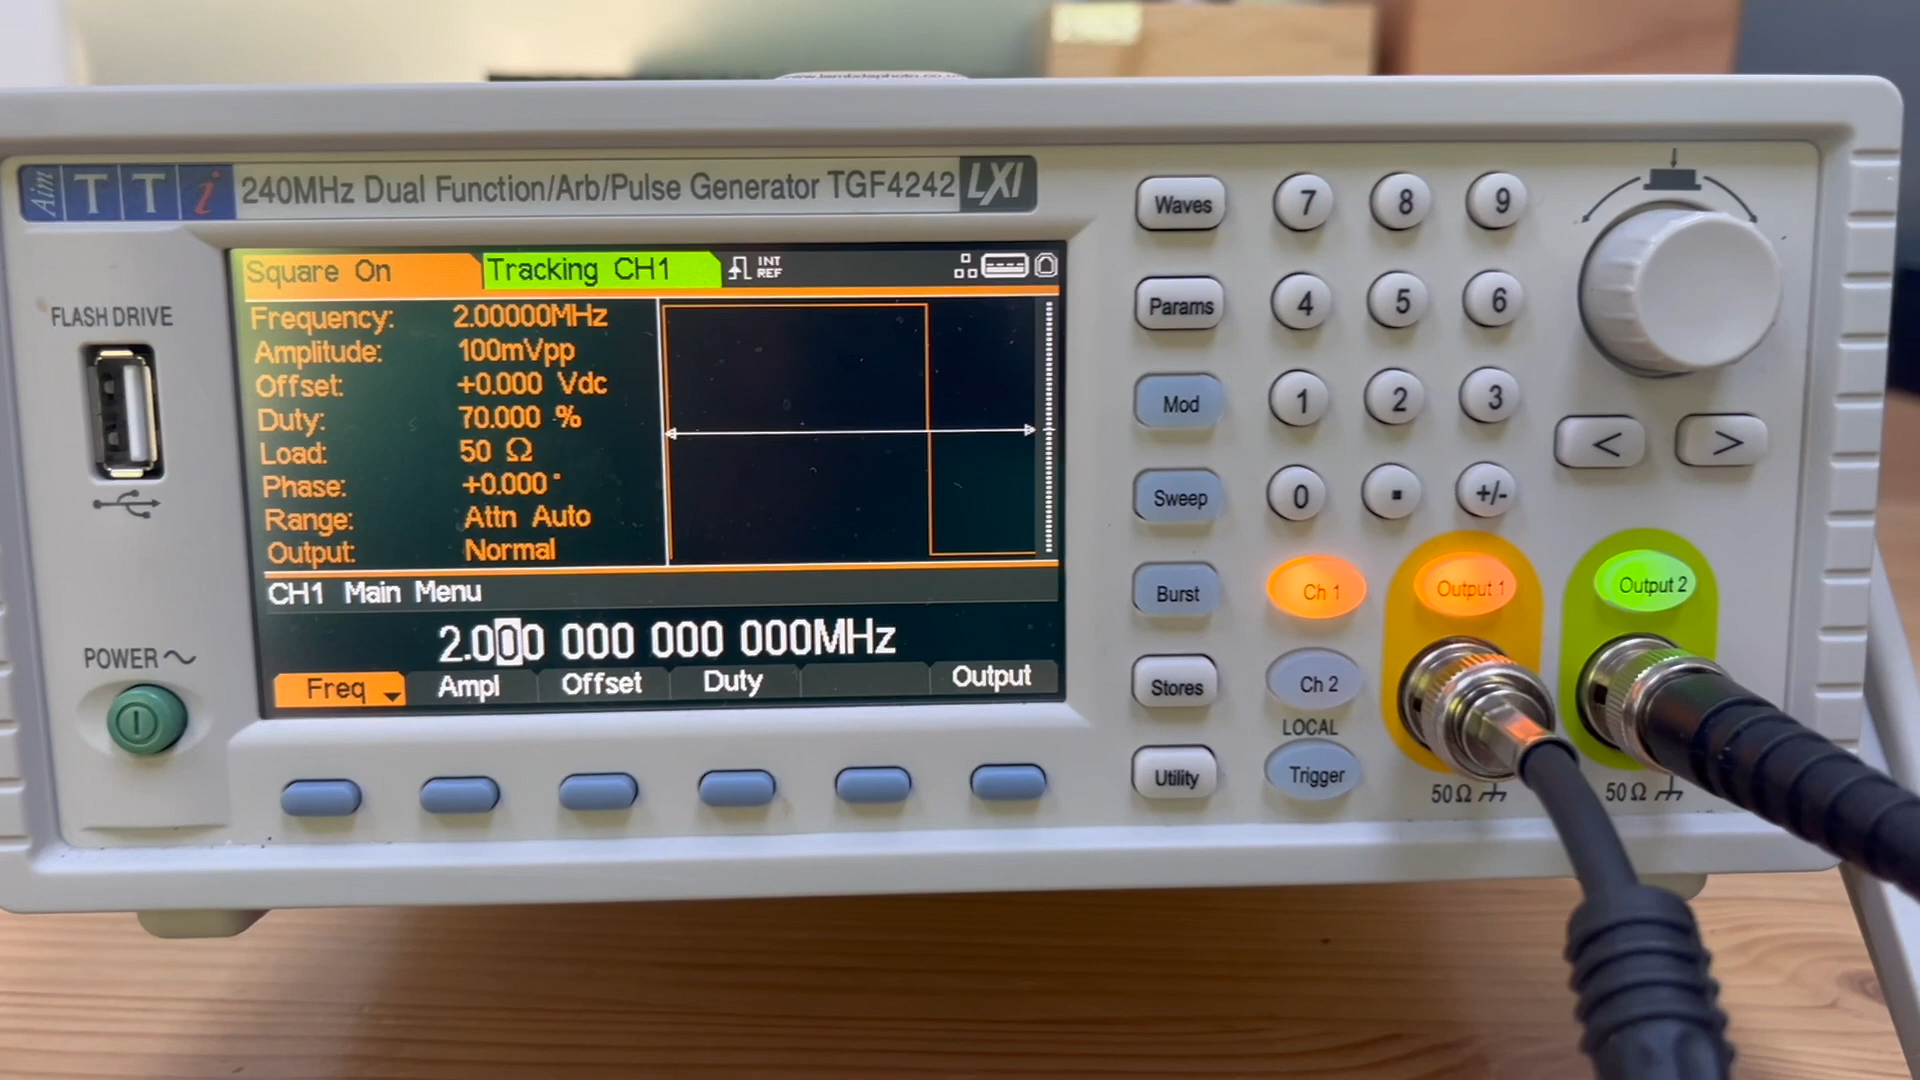 www.lambdaphoto.co.u
Aim TTi 240MHz Dual Function/Arb/Pulse Generator TGF4242 LXI
Square On Tracking CH1 INT REF
Frequency: 2.00000MHz
Amplitude: 100mVpp
Offset: +0.000 Vdc
Duty: 70.000 %
Load: 50 Ω
Phase: +0.000°
Range: Attn Auto
Output: Normal
CH1 Main Menu
2.000 000 000 000MHz
Freq Ampl Offset Duty Output
FLASH DRIVE
POWER
Waves 7 8 9
Params 4 5 6
Mod 1 2 3 < >
Sweep 0 . +/-
Burst Ch 1 Output 1 Output 2
Stores Ch 2
LOCAL
Utility Trigger
50Ω 50Ω